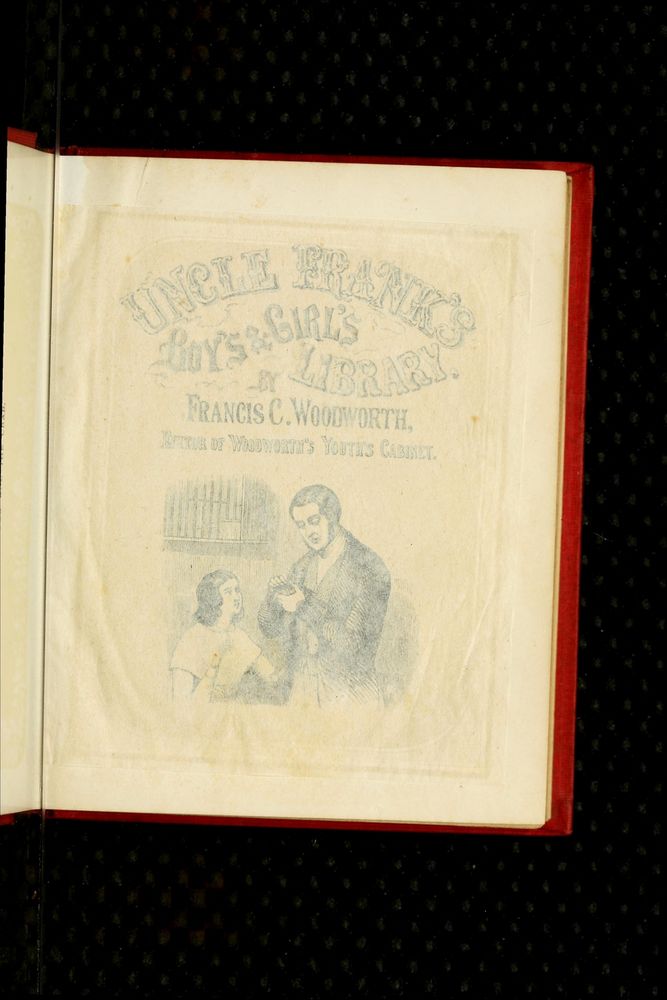 UNCLE FRANK'S
BOY'S & GIRL'S
LIBRARY.
BY
FRANCIS C. WOODWORTH,
EDITOR OF WOODWORTH'S YOUTH'S CABINET.